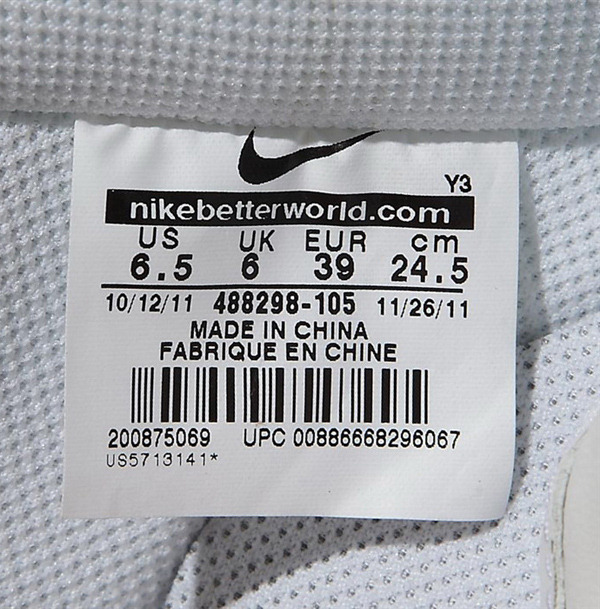 Y3
nikebetterworld.com
US UK EUR cm
6.5 6 39 24.5
10/12/11 488298-105 11/26/11
MADE IN CHINA
FABRIQUE EN CHINE
200875069 UPC 00886668296067
US5713141*